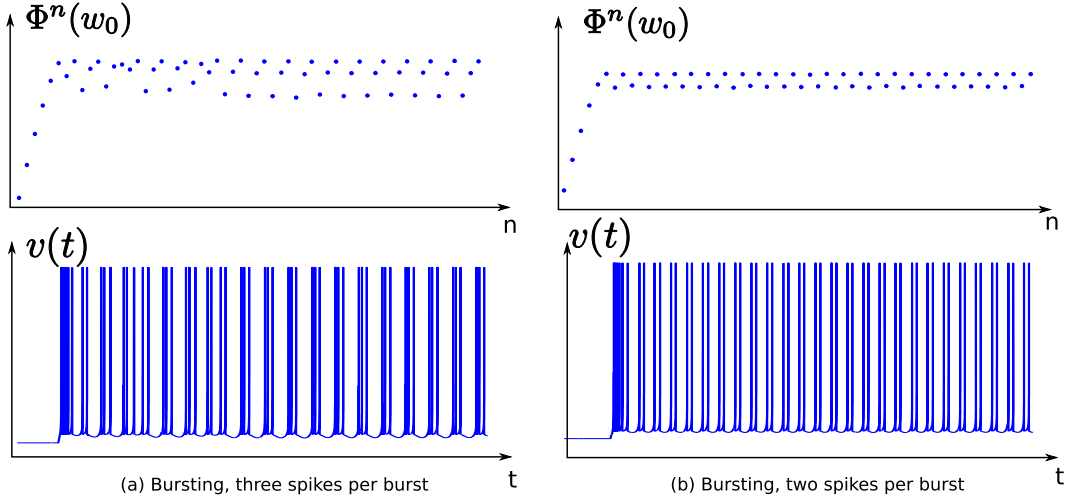 Φⁿ(w₀)
n
v(t)
t
(a) Bursting, three spikes per burst
Φⁿ(w₀)
n
v(t)
t
(b) Bursting, two spikes per burst